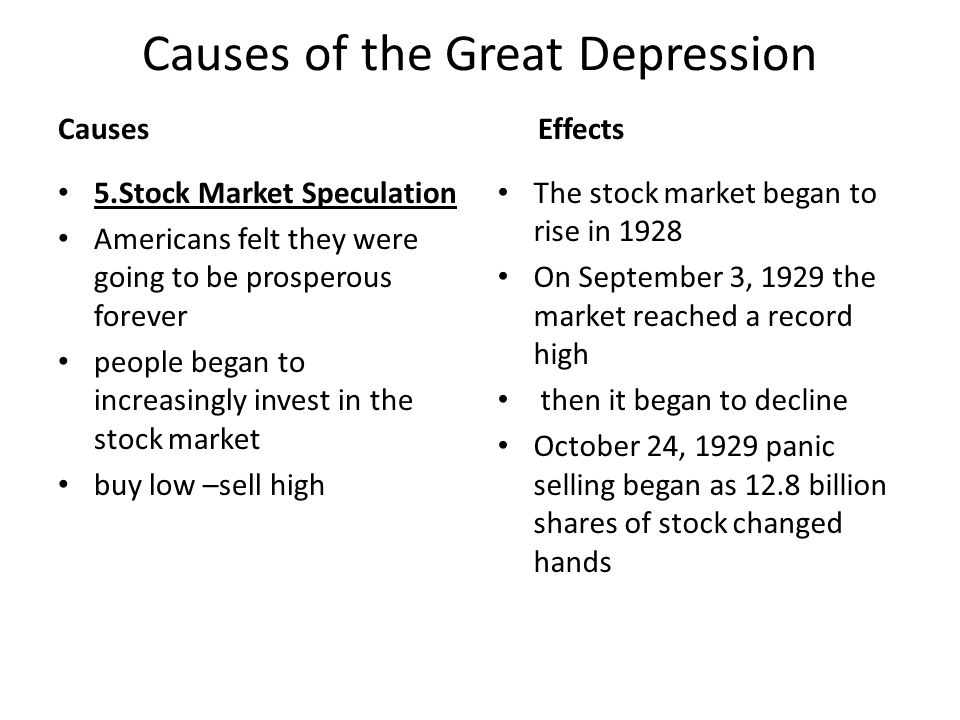 Causes of the Great Depression
Causes
• 5.Stock Market Speculation
• Americans felt they were
going to be prosperous
forever
• people began to
increasingly invest in the
stock market
• buy low –sell high
Effects
• The stock market began to
rise in 1928
• On September 3, 1929 the
market reached a record
high
• then it began to decline
• October 24, 1929 panic
selling began as 12.8 billion
shares of stock changed
hands